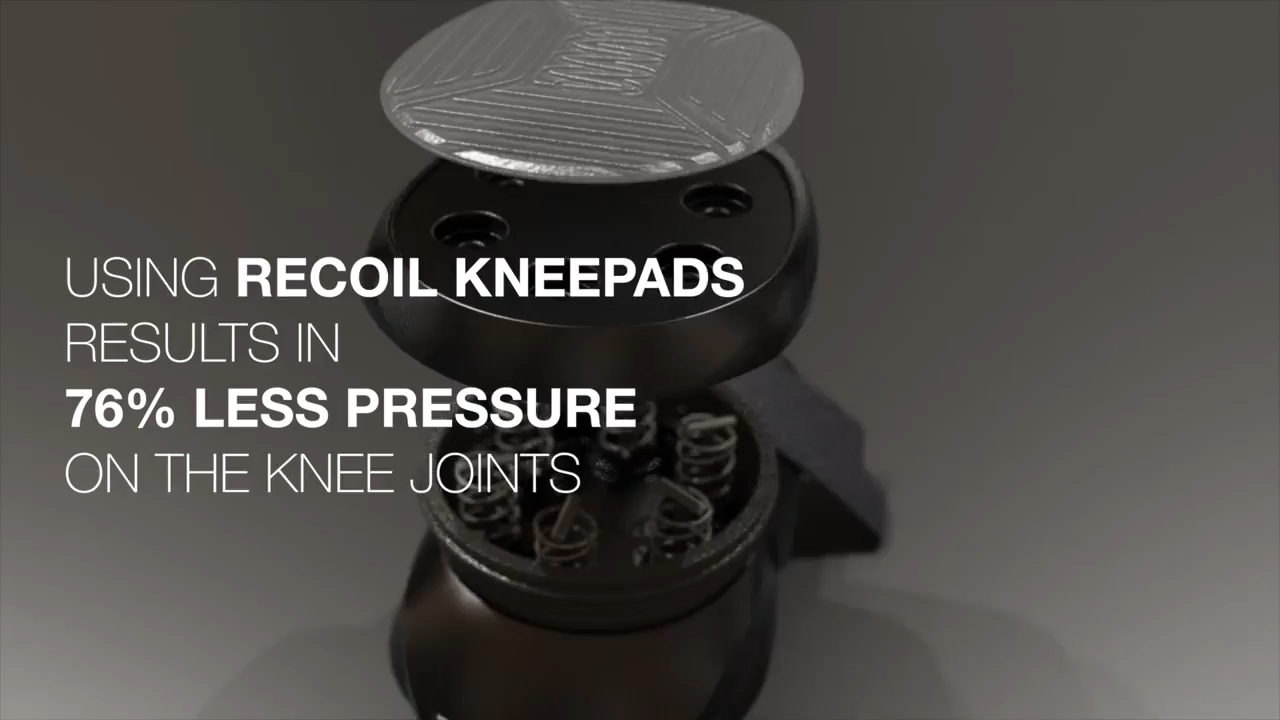 USING RECOIL KNEEPADS
RESULTS IN
76% LESS PRESSURE
ON THE KNEE JOINTS